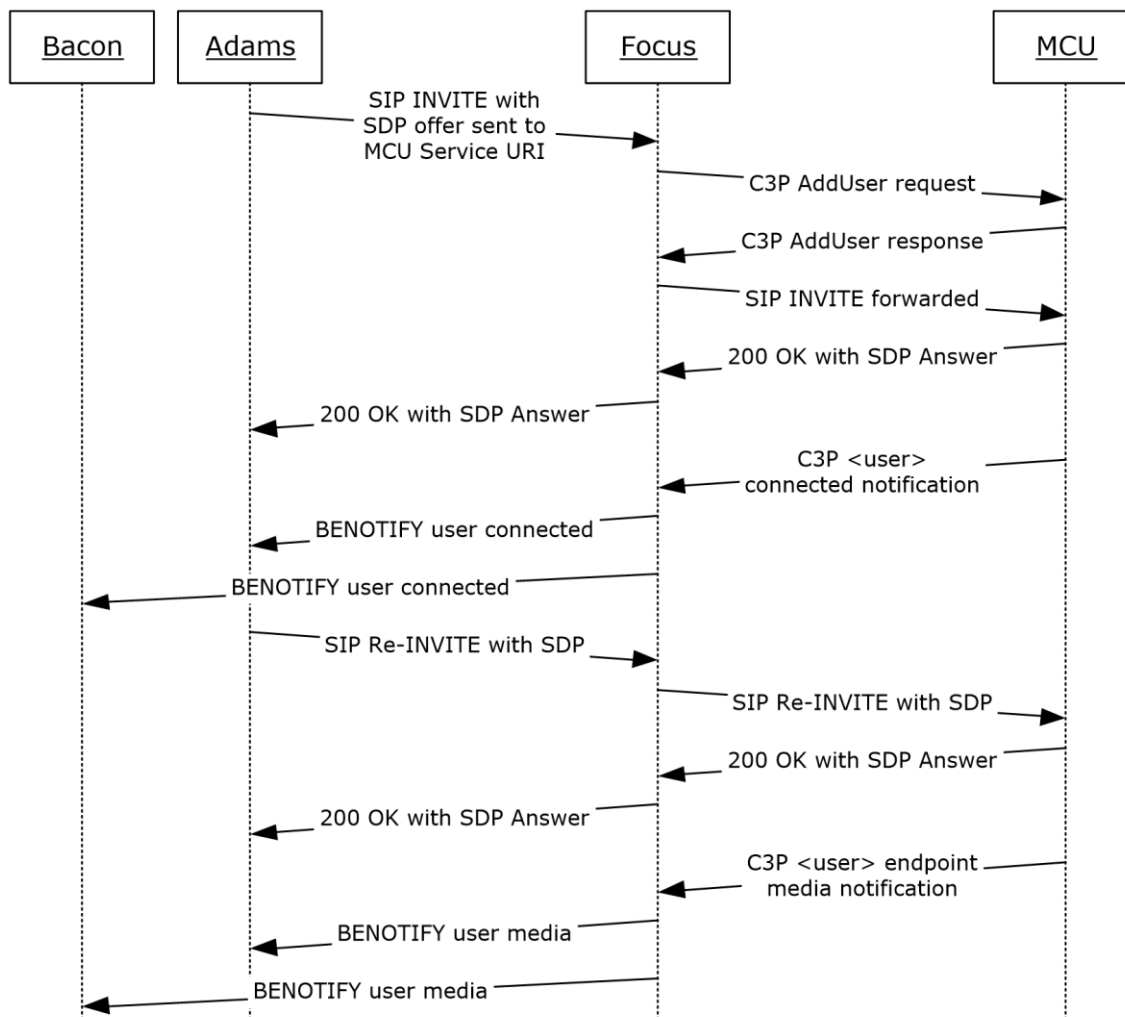 Bacon
Adams
Focus
MCU
SIP INVITE with
SDP offer sent to
MCU Service URI
C3P AddUser request
C3P AddUser response
SIP INVITE forwarded
200 OK with SDP Answer
200 OK with SDP Answer
C3P <user>
connected notification
BENOTIFY user connected
BENOTIFY user connected
SIP Re-INVITE with SDP
SIP Re-INVITE with SDP
200 OK with SDP Answer
200 OK with SDP Answer
C3P <user> endpoint
media notification
BENOTIFY user media
BENOTIFY user media